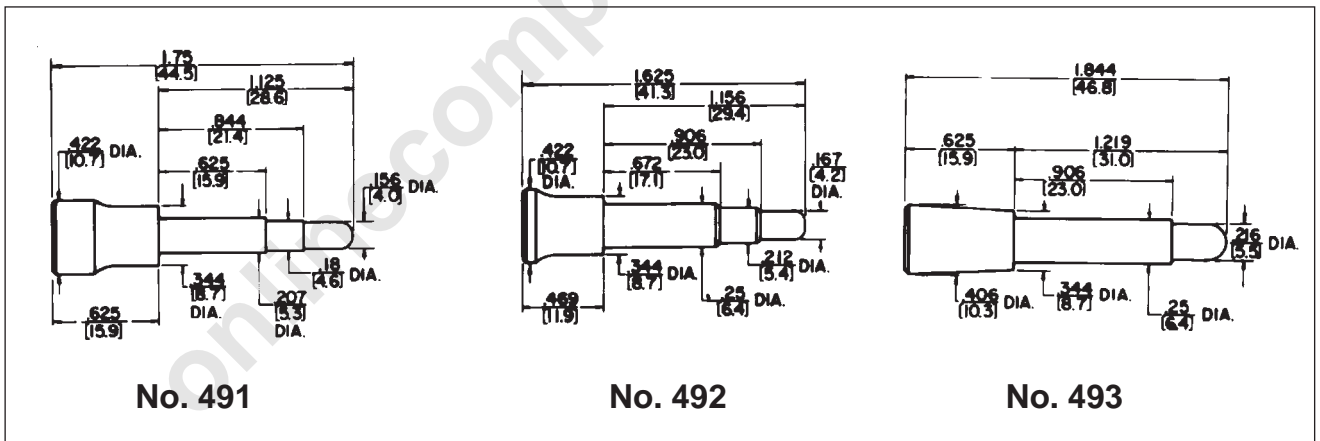 1.75
[44.5]
1.125
[28.6]
.844
[21.4]
.422
[10.7] DIA.
.625
[15.9]
.156
[4.0] DIA.
.18
[4.6] DIA.
.344
[8.7]
DIA.
.207
[5.3]
DIA.
.625
[15.9]
No. 491
1.625
[41.3]
1.156
[29.4]
.906
[23.0]
.422
[10.7]
DIA.
.672
[17.1]
.167
[4.2]
DIA.
.212
[5.4] DIA.
.344
[8.7] DIA.
.25
[6.4] DIA.
.469
[11.9]
No. 492
1.844
[46.8]
.625
[15.9]
1.219
[31.0]
.906
[23.0]
.216
[5.5] DIA.
.406
[10.3] DIA.
.344
[8.7] DIA.
.25
[6.4] DIA.
No. 493
onlinecomp